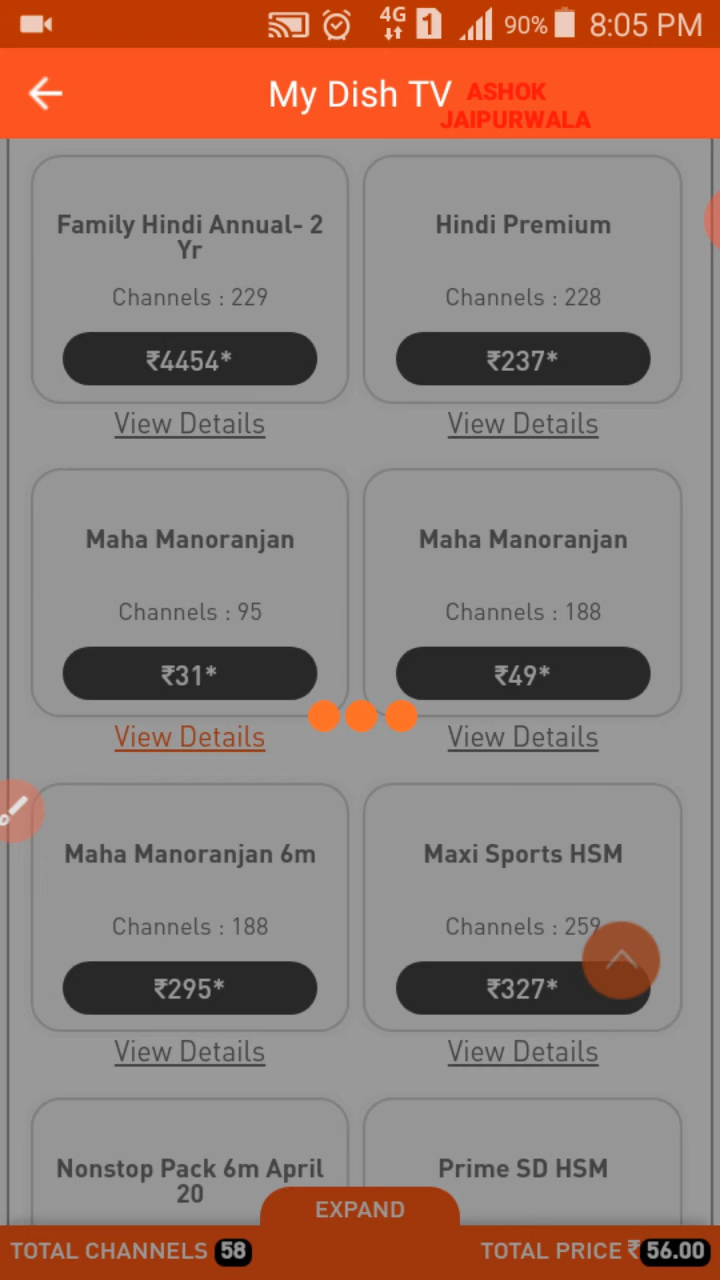 4G 1 90% 8:05 PM
My Dish TV
ASHOK
JAIPURWALA
Family Hindi Annual- 2
Yr
Channels : 229
₹4454*
View Details
Hindi Premium
Channels : 228
₹237*
View Details
Maha Manoranjan
Channels : 95
₹31*
View Details
Maha Manoranjan
Channels : 188
₹49*
View Details
Maha Manoranjan 6m
Channels : 188
₹295*
View Details
Maxi Sports HSM
Channels : 259
₹327*
View Details
Nonstop Pack 6m April
20
Prime SD HSM
EXPAND
TOTAL CHANNELS 58
TOTAL PRICE ₹ 56.00